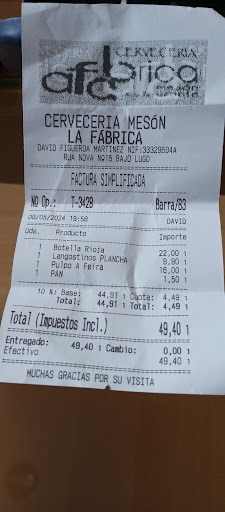 CERVECERIA
afabrica
mesón
CERVECERIA MESÓN
LA FÁBRICA
DAVID FIGUEROA MARTINEZ NIF:33329694A
RUA NOVA Nº15 BAJO LUGO
FACTURA SIMPLIFICADA
NO Op.: T-3429 Barra/B3
09/05/2024 19:58 DAVID
Uds. Producto Importe
1 Botella Rioja 22,00 1
1 Langostinos PLANCHA 9,90 1
1 Pulpo A Feira 16,00 1
1 PAN 1,50 1
10 %: Base: 44,91 1 Cuota: 4,49 1
Total: 44,91 1 Total: 4,49 1
Total (Impuestos Incl.) 49,40 1
Entregado: 49,40 1 Cambio: 0,00 1
Efectivo 49,40 1
MUCHAS GRACIAS POR SU VISITA